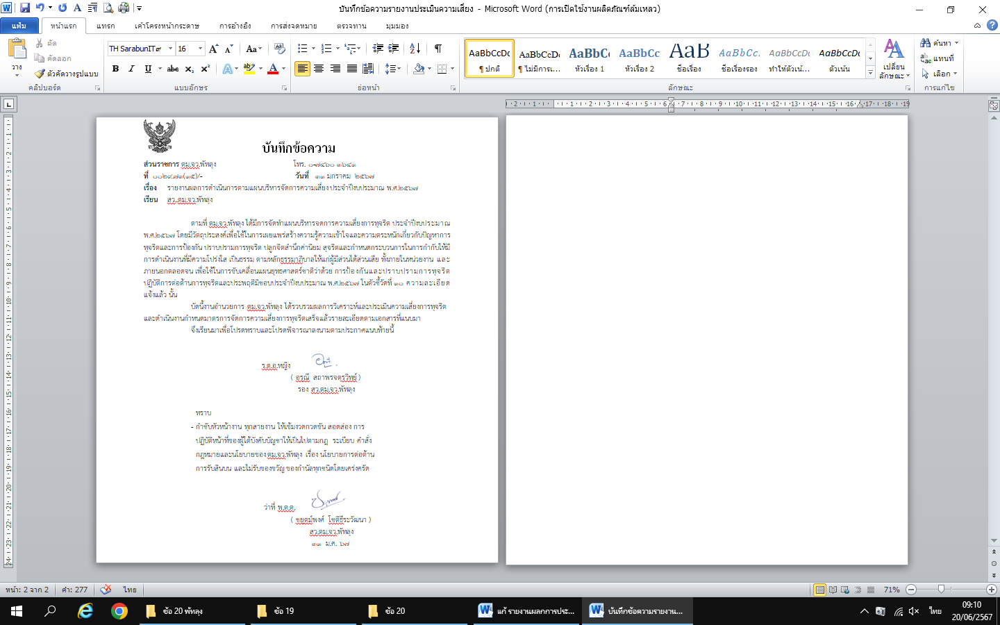 บันทึกข้อความรายงานประเมินความเสี่ยง - Microsoft Word (การเปิดใช้งานผลิตภัณฑ์ล้มเหลว)
แฟ้ม หน้าแรก แทรก เค้าโครงหน้ากระดาษ การอ้างอิง การส่งจดหมาย ตรวจทาน มุมมอง
วาง
ตัด
คัดลอก
ตัวคัดวางรูปแบบ
คลิปบอร์ด
TH SarabunIT๙ 16
แบบอักษร
ย่อหน้า
AaBbCcDc AaBbCcDc AaBbC AaBbCc AaB AaBbCc AaBbCcDc AaBbCcDc
¶ ปกติ ¶ ไม่มีการเ... หัวเรื่อง 1 หัวเรื่อง 2 ชื่อเรื่อง ชื่อเรื่องรอง ทำให้ตัวเน้... ตัวเน้น
ลักษณะ
เปลี่ยน
ลักษณะ
ค้นหา
แทนที่
เลือก
การแก้ไข
บันทึกข้อความ
ส่วนราชการ ตม.จว.พัทลุง โทร. ๐-๗๔๖๐ ๓๖๔๑
ที่ ๐๐๒๙.๗๓(๑๕)/- วันที่ ๓๑ มกราคม ๒๕๖๗
เรื่อง รายงานผลการดำเนินการตามแผนบริหารจัดการความเสี่ยง ประจำปีงบประมาณ พ.ศ.๒๕๖๗
เรียน สว.ตม.จว.พัทลุง
ตามที่ ตม.จว.พัทลุง ได้มีการจัดทำแผนบริหารจดการความเสี่ยงการทุจริต ประจำปีงบประมาณ
พ.ศ.๒๕๖๗ โดยมีวัตถุประสงค์เพื่อใช้ในการเผยแพร่สร้างความรู้ความเข้าใจและความตระหนักเกี่ยวกับปัญหาการ
ทุจริตและการป้องกัน ปราบปรามการทุจริต ปลูกจิตสำนึกค่านิยม สุจริตและกำหนดกระบวนการในการกำกับให้มี
การดำเนินงานที่มีความโปร่งใส เป็นธรรม ตามหลักธรรมาภิบาลให้แก่ผู้มีส่วนได้ส่วนเสีย ทั้งภายในหน่วยงาน และ
ภายนอกตลอดจน เพื่อใช้ในการขับเคลื่อนแผนยุทธศาสตร์ชาติว่าด้วย การป้องกันและปราบปรามการทุจริต
ปฏิบัติการต่อต้านการทุจริตและประพฤติมิชอบประจำปีงบประมาณ พ.ศ.๒๕๖๗ ในตัวชี้วัดที่ ๑๐ ความละเอียด
แจ้งแล้ว นั้น
บัดนี้งานอำนวยการ ตม.จว.พัทลุง ได้รวบรวมผลการวิเคราะห์และประเมินความเสี่ยงการทุจริต
และดำเนินงานกำหนดมาตรการจัดการความเสี่ยงการทุจริตเสร็จแล้วรายละเอียดตามเอกสารที่แนบมา
จึงเรียนมาเพื่อโปรดทราบและโปรดพิจารณาลงนามตามประกาศแนบท้ายนี้
ร.ต.อ.หญิง
( อรุณี สถาพรจตุรวิทย์ )
รอง สว.ตม.จว.พัทลุง
ทราบ
- กำชับหัวหน้างาน ทุกสายงาน ให้เข้มงวดกวดขัน สอดส่อง การ
ปฏิบัติหน้าที่ของผู้ใต้บังคับบัญชาให้เป็นไปตามกฎ ระเบียบ คำสั่ง
กฎหมายและนโยบายของ ตม.จว.พัทลุง เรื่อง นโยบายการต่อต้าน
การรับสินบน และไม่รับของขวัญ ของกำนัลทุกชนิดโดยเคร่งครัด
ว่าที่ พ.ต.ต.
( ชยุตม์พงศ์ โชติธีระวัฒนา )
สว.ตม.จว.พัทลุง
๓๑ ม.ค. ๖๗
หน้า: 2 จาก 2 คำ: 277 ไทย 71%
ข้อ 20 พัทลุง ข้อ 19 ข้อ 20 แก้ รายงานผลกการประ... บันทึกข้อความรายงาน... ไทย 09:10
20/06/2567